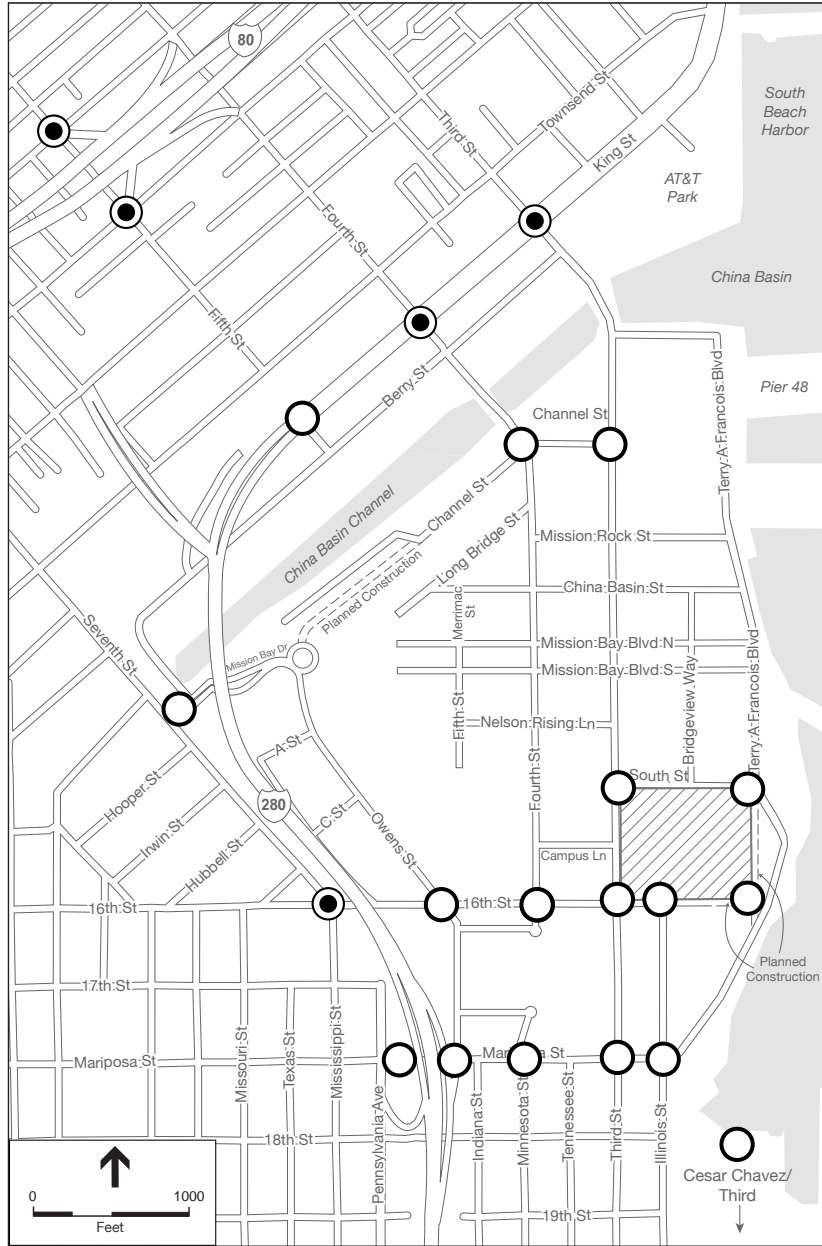 80
South
Beach
Harbor
Townsend St
Third St
King St
AT&T
Park
Fourth St
China Basin
Fifth St
Terry A Francois Blvd
Pier 48
Berry St
Channel St
China Basin Channel
Channel St
Long Bridge St
Mission Rock St
Planned Construction
China Basin St
Merrimac
St
Seventh St
Mission Bay Dr
Mission Bay Blvd N
Mission Bay Blvd S
Bridgeview Way
Terry A Francois Blvd
Fifth St
Nelson Rising Ln
A St
Fourth St
South St
Hooper St
280
C St
Owens St
Irwin St
Hubbell St
Campus Ln
16th St
16th St
Planned
Construction
17th St
Mariposa St
Missouri St
Texas St
Mississippi St
Mariposa St
Pennsylvania Ave
Indiana St
Minnesota St
Tennessee St
Third St
Illinois St
18th St
Cesar Chavez/
Third
0 1000
Feet
19th St